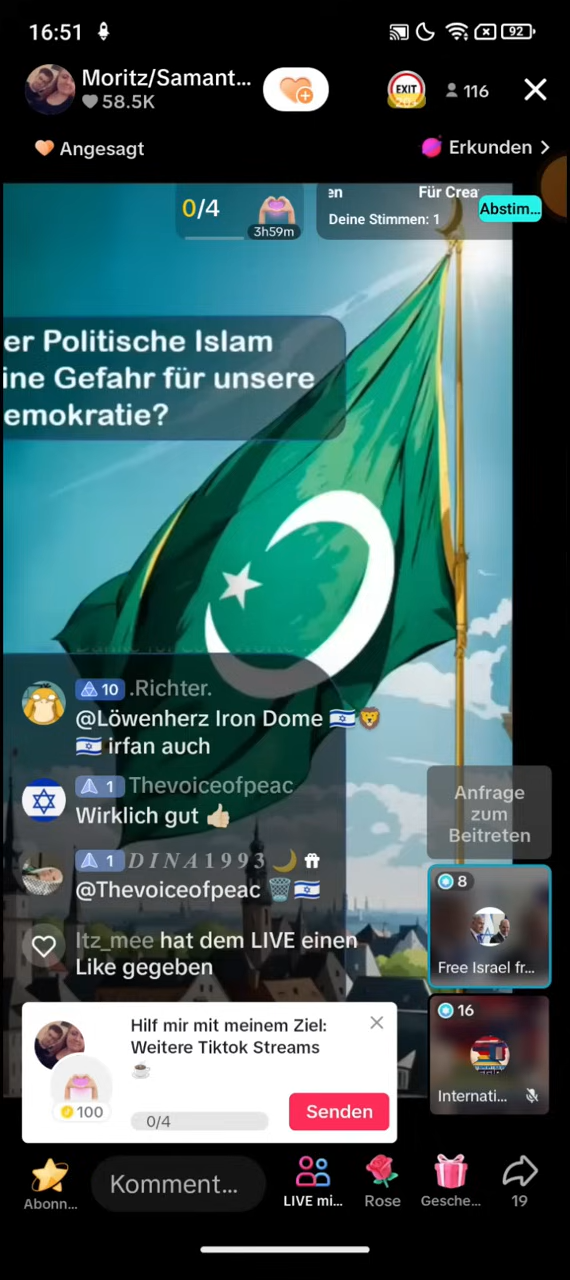 16:51
92
Moritz/Samant...
58.5K
EXIT
116
Angesagt
Erkunden >
0/4
3h59m
en Für Crea
Deine Stimmen: 1
Abstim...
er Politische Islam
ine Gefahr für unsere
emokratie?
10 .Richter.
@Löwenherz Iron Dome 🇮🇱🦁
🇮🇱 irfan auch
1 Thevoiceofpeac
Wirklich gut 👍🏼
1 𝑫𝑰𝑵𝑨1993 🌙
@Thevoiceofpeac 🗑️🇮🇱
Itz_mee hat dem LIVE einen
Like gegeben
Anfrage
zum
Beitreten
8
Free Israel fr...
16
Internati...
Hilf mir mit meinem Ziel:
Weitere Tiktok Streams
☕
100
0/4
Senden
Abonn...
Komment...
LIVE mi...
Rose
Gesche...
19